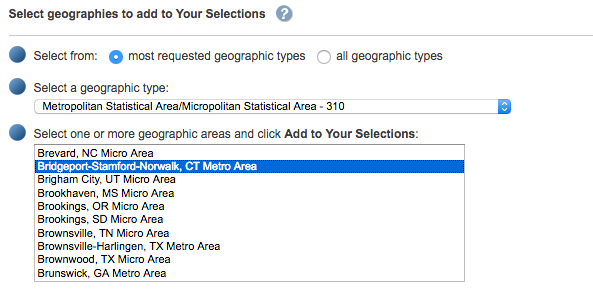 Select geographies to add to Your Selections ?
Select from: most requested geographic types all geographic types
Select a geographic type:
Metropolitan Statistical Area/Micropolitan Statistical Area - 310
Select one or more geographic areas and click Add to Your Selections:
Brevard, NC Micro Area
Bridgeport-Stamford-Norwalk, CT Metro Area
Brigham City, UT Micro Area
Brookhaven, MS Micro Area
Brookings, OR Micro Area
Brookings, SD Micro Area
Brownsville, TN Micro Area
Brownsville-Harlingen, TX Metro Area
Brownwood, TX Micro Area
Brunswick, GA Metro Area